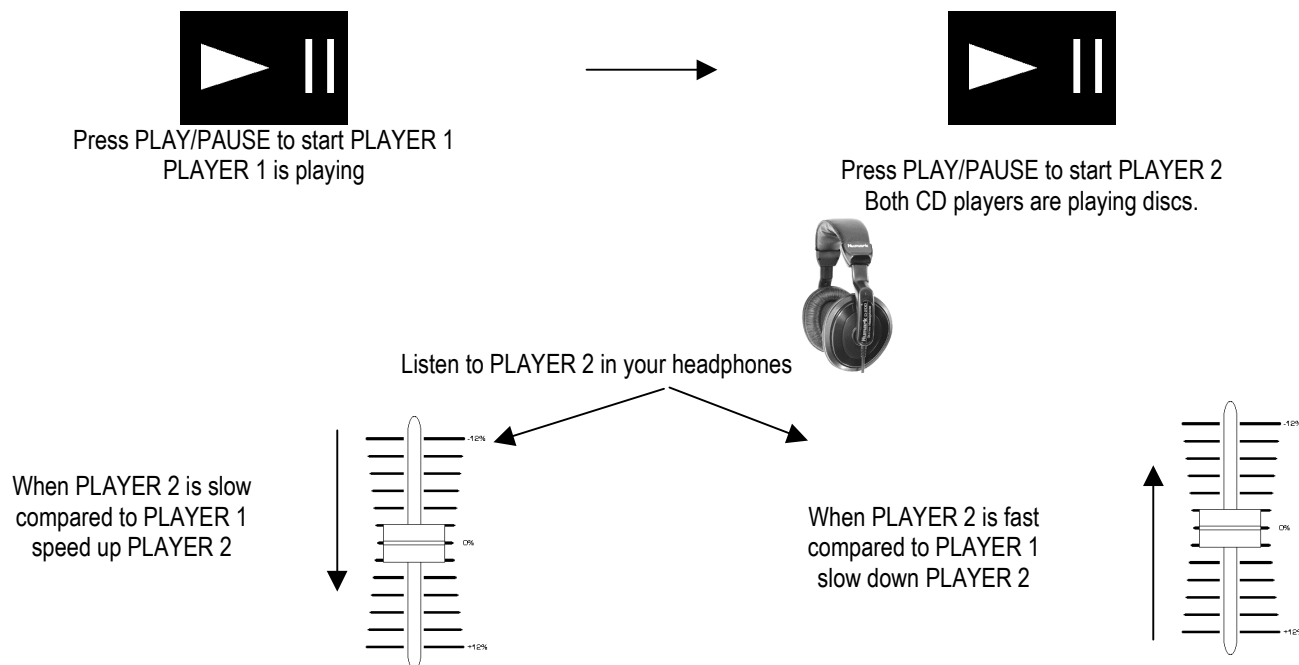 Press PLAY/PAUSE to start PLAYER 1
PLAYER 1 is playing
Press PLAY/PAUSE to start PLAYER 2
Both CD players are playing discs.
Numark
Listen to PLAYER 2 in your headphones
When PLAYER 2 is slow
compared to PLAYER 1
speed up PLAYER 2
-12%
0%
+12%
When PLAYER 2 is fast
compared to PLAYER 1
slow down PLAYER 2
-12%
0%
+12%